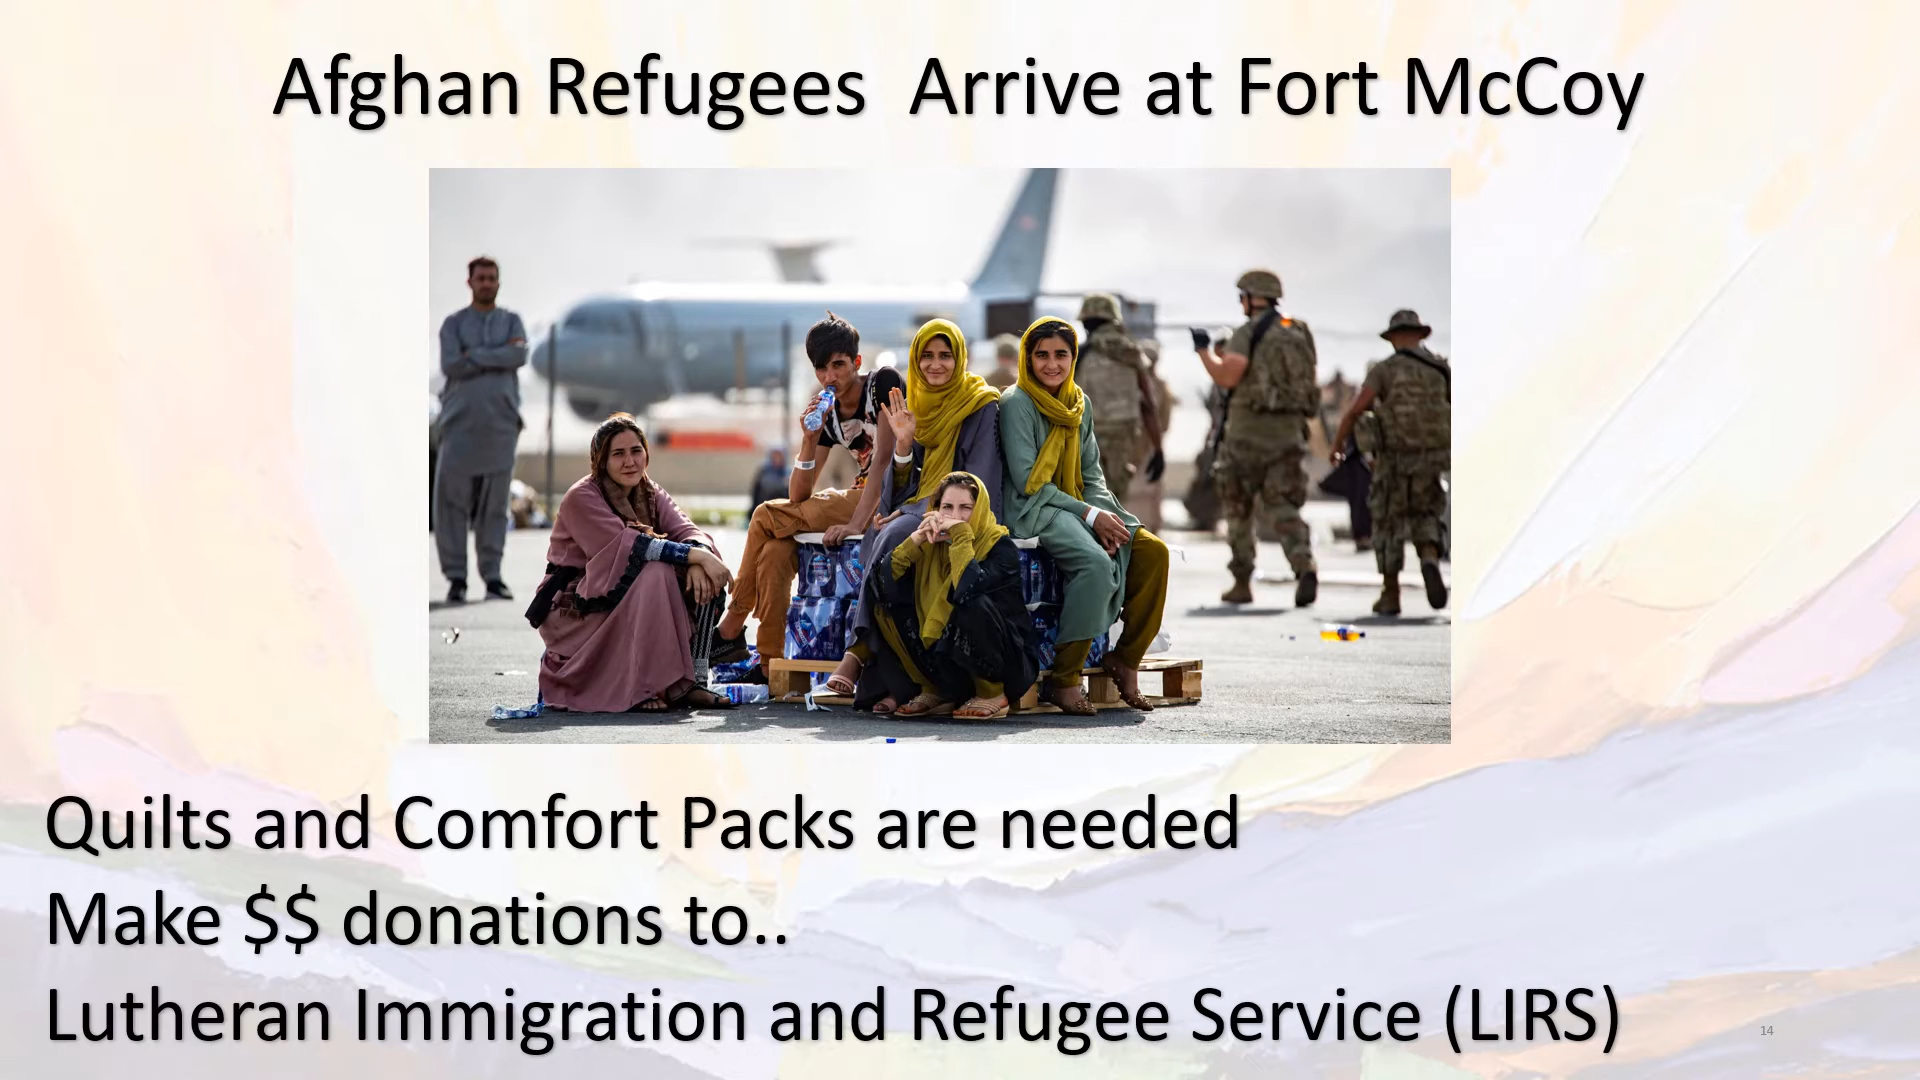 Afghan Refugees  Arrive at Fort McCoy
Quilts and Comfort Packs are needed
Make $$ donations to..
Lutheran Immigration and Refugee Service (LIRS)
14